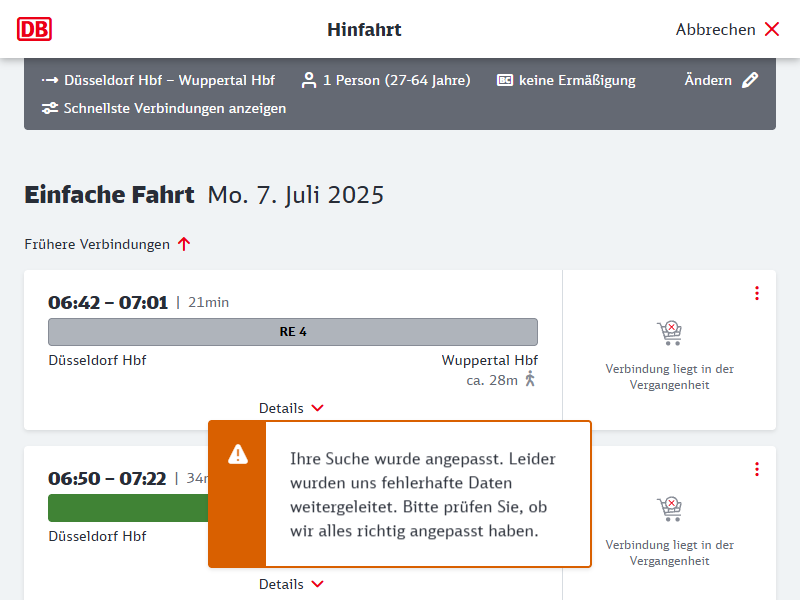 DB
Hinfahrt
Abbrechen
Düsseldorf Hbf – Wuppertal Hbf
1 Person (27-64 Jahre)
BC keine Ermäßigung
Ändern
Schnellste Verbindungen anzeigen
Einfache Fahrt Mo. 7. Juli 2025
Frühere Verbindungen
06:42 – 07:01 | 21min
RE 4
Düsseldorf Hbf
Wuppertal Hbf
ca. 28m
Details
Verbindung liegt in der
Vergangenheit
06:50 – 07:22 |
Düsseldorf Hbf
Details
Verbindung liegt in der
Vergangenheit
Ihre Suche wurde angepasst. Leider
wurden uns fehlerhafte Daten
weitergeleitet. Bitte prüfen Sie, ob
wir alles richtig angepasst haben.